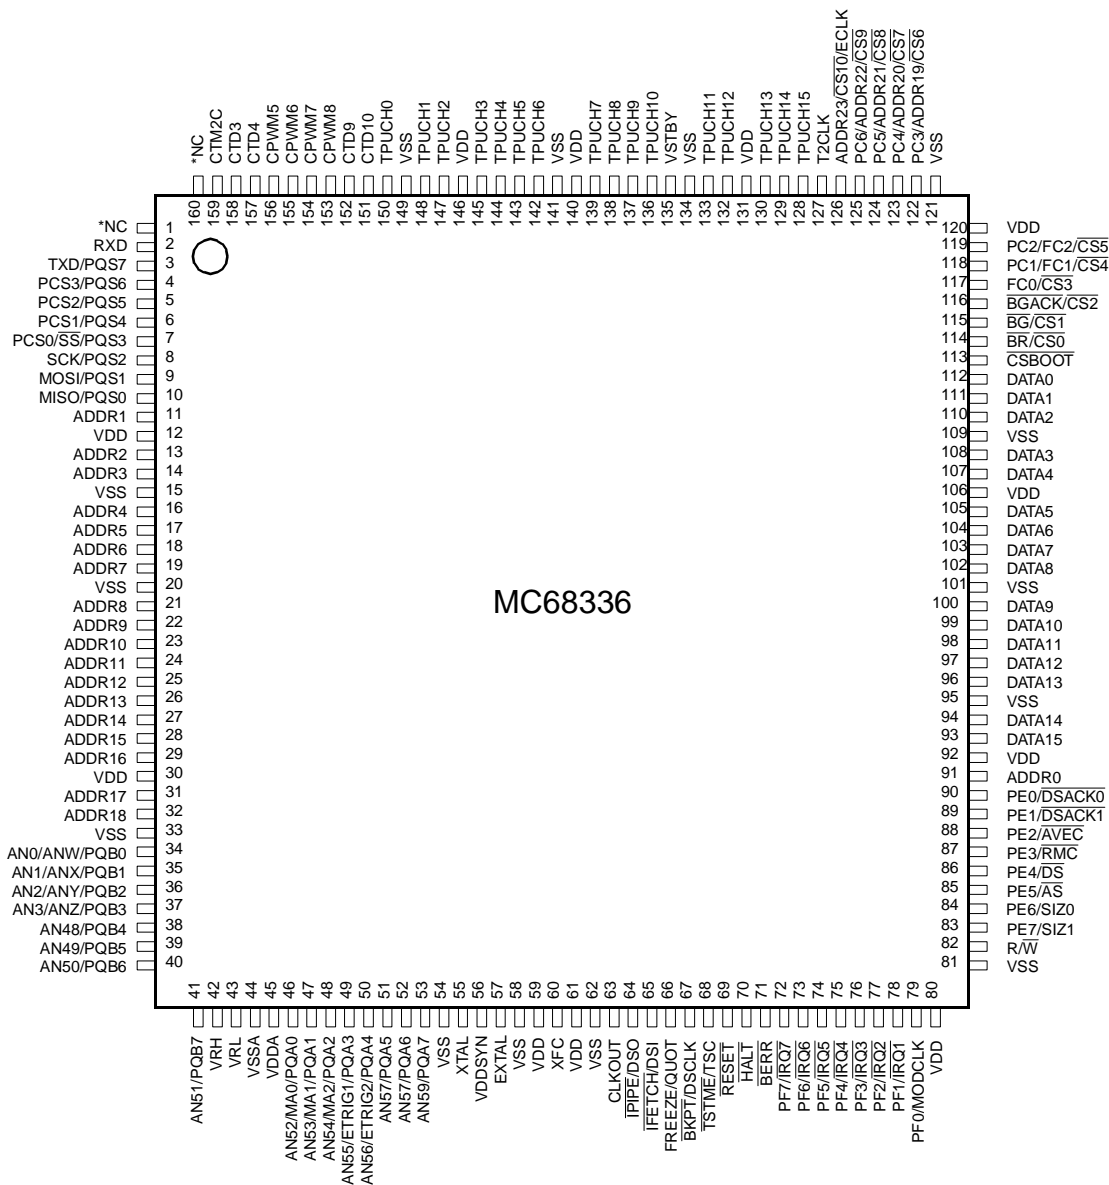 *NC 160
CTM2C 159
CTD3 158
CTD4 157
CPWM5 156
CPWM6 155
CPWM7 154
CPWM8 153
CTD9 152
CTD10 151
TPUCH0 150
VSS 149
TPUCH1 148
TPUCH2 147
VDD 146
TPUCH3 145
TPUCH4 144
TPUCH5 143
TPUCH6 142
VSS 141
VDD 140
TPUCH7 139
TPUCH8 138
TPUCH9 137
TPUCH10 136
VSTBY 135
VSS 134
TPUCH11 133
TPUCH12 132
VDD 131
TPUCH13 130
TPUCH14 129
TPUCH15 128
T2CLK 127
ADDR23/CS10/ECLK 126
PC6/ADDR22/CS9 125
PC5/ADDR21/CS8 124
PC4/ADDR20/CS7 123
PC3/ADDR19/CS6 122
VSS 121
*NC 1
RXD 2
TXD/PQS7 3
PCS3/PQS6 4
PCS2/PQS5 5
PCS1/PQS4 6
PCS0/SS/PQS3 7
SCK/PQS2 8
MOSI/PQS1 9
MISO/PQS0 10
ADDR1 11
VDD 12
ADDR2 13
ADDR3 14
VSS 15
ADDR4 16
ADDR5 17
ADDR6 18
ADDR7 19
VSS 20
ADDR8 21
ADDR9 22
ADDR10 23
ADDR11 24
ADDR12 25
ADDR13 26
ADDR14 27
ADDR15 28
ADDR16 29
VDD 30
ADDR17 31
ADDR18 32
VSS 33
AN0/ANW/PQB0 34
AN1/ANX/PQB1 35
AN2/ANY/PQB2 36
AN3/ANZ/PQB3 37
AN48/PQB4 38
AN49/PQB5 39
AN50/PQB6 40
MC68336
120 VDD
119 PC2/FC2/CS5
118 PC1/FC1/CS4
117 FC0/CS3
116 BGACK/CS2
115 BG/CS1
114 BR/CS0
113 CSBOOT
112 DATA0
111 DATA1
110 DATA2
109 VSS
108 DATA3
107 DATA4
106 VDD
105 DATA5
104 DATA6
103 DATA7
102 DATA8
101 VSS
100 DATA9
99 DATA10
98 DATA11
97 DATA12
96 DATA13
95 VSS
94 DATA14
93 DATA15
92 VDD
91 ADDR0
90 PE0/DSACK0
89 PE1/DSACK1
88 PE2/AVEC
87 PE3/RMC
86 PE4/DS
85 PE5/AS
84 PE6/SIZ0
83 PE7/SIZ1
82 R/W
81 VSS
AN51/PQB7 41
VRH 42
VRL 43
VSSA 44
VDDA 45
AN52/MA0/PQA0 46
AN53/MA1/PQA1 47
AN54/MA2/PQA2 48
AN55/ETRIG1/PQA3 49
AN56/ETRIG2/PQA4 50
AN57/PQA5 51
AN57/PQA6 52
AN59/PQA7 53
VSS 54
XTAL 55
VDDSYN 56
EXTAL 57
VSS 58
VDD 59
XFC 60
VDD 61
VSS 62
CLKOUT 63
IPIPE/DSO 64
IFETCH/DSI 65
FREEZE/QUOT 66
BKPT/DSCLK 67
TSTME/TSC 68
RESET 69
HALT 70
BERR 71
PF7/IRQ7 72
PF6/IRQ6 73
PF5/IRQ5 74
PF4/IRQ4 75
PF3/IRQ3 76
PF2/IRQ2 77
PF1/IRQ1 78
PF0/MODCLK 79
VDD 80